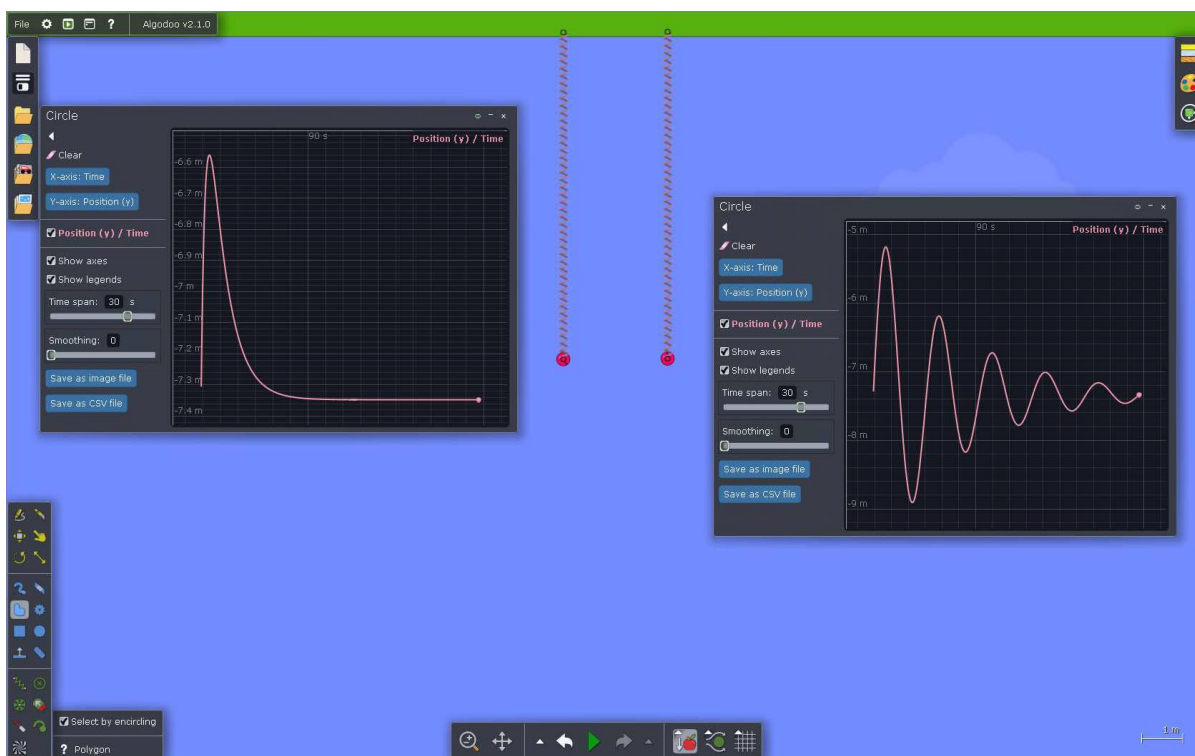 File ? Algodoo v2.1.0
Circle
Clear
X-axis: Time
Y-axis: Position (y)
Position (y) / Time
Show axes
Show legends
Time span: 30 s
Smoothing: 0
Save as image file
Save as CSV file
90 s
Position (y) / Time
-6.6 m
-6.7 m
-6.8 m
-6.9 m
-7 m
-7.1 m
-7.2 m
-7.3 m
-7.4 m
Circle
Clear
X-axis: Time
Y-axis: Position (y)
Position (y) / Time
Show axes
Show legends
Time span: 30 s
Smoothing: 0
Save as image file
Save as CSV file
90 s
Position (y) / Time
-5 m
-6 m
-7 m
-8 m
-9 m
Select by encircling
? Polygon
1 m